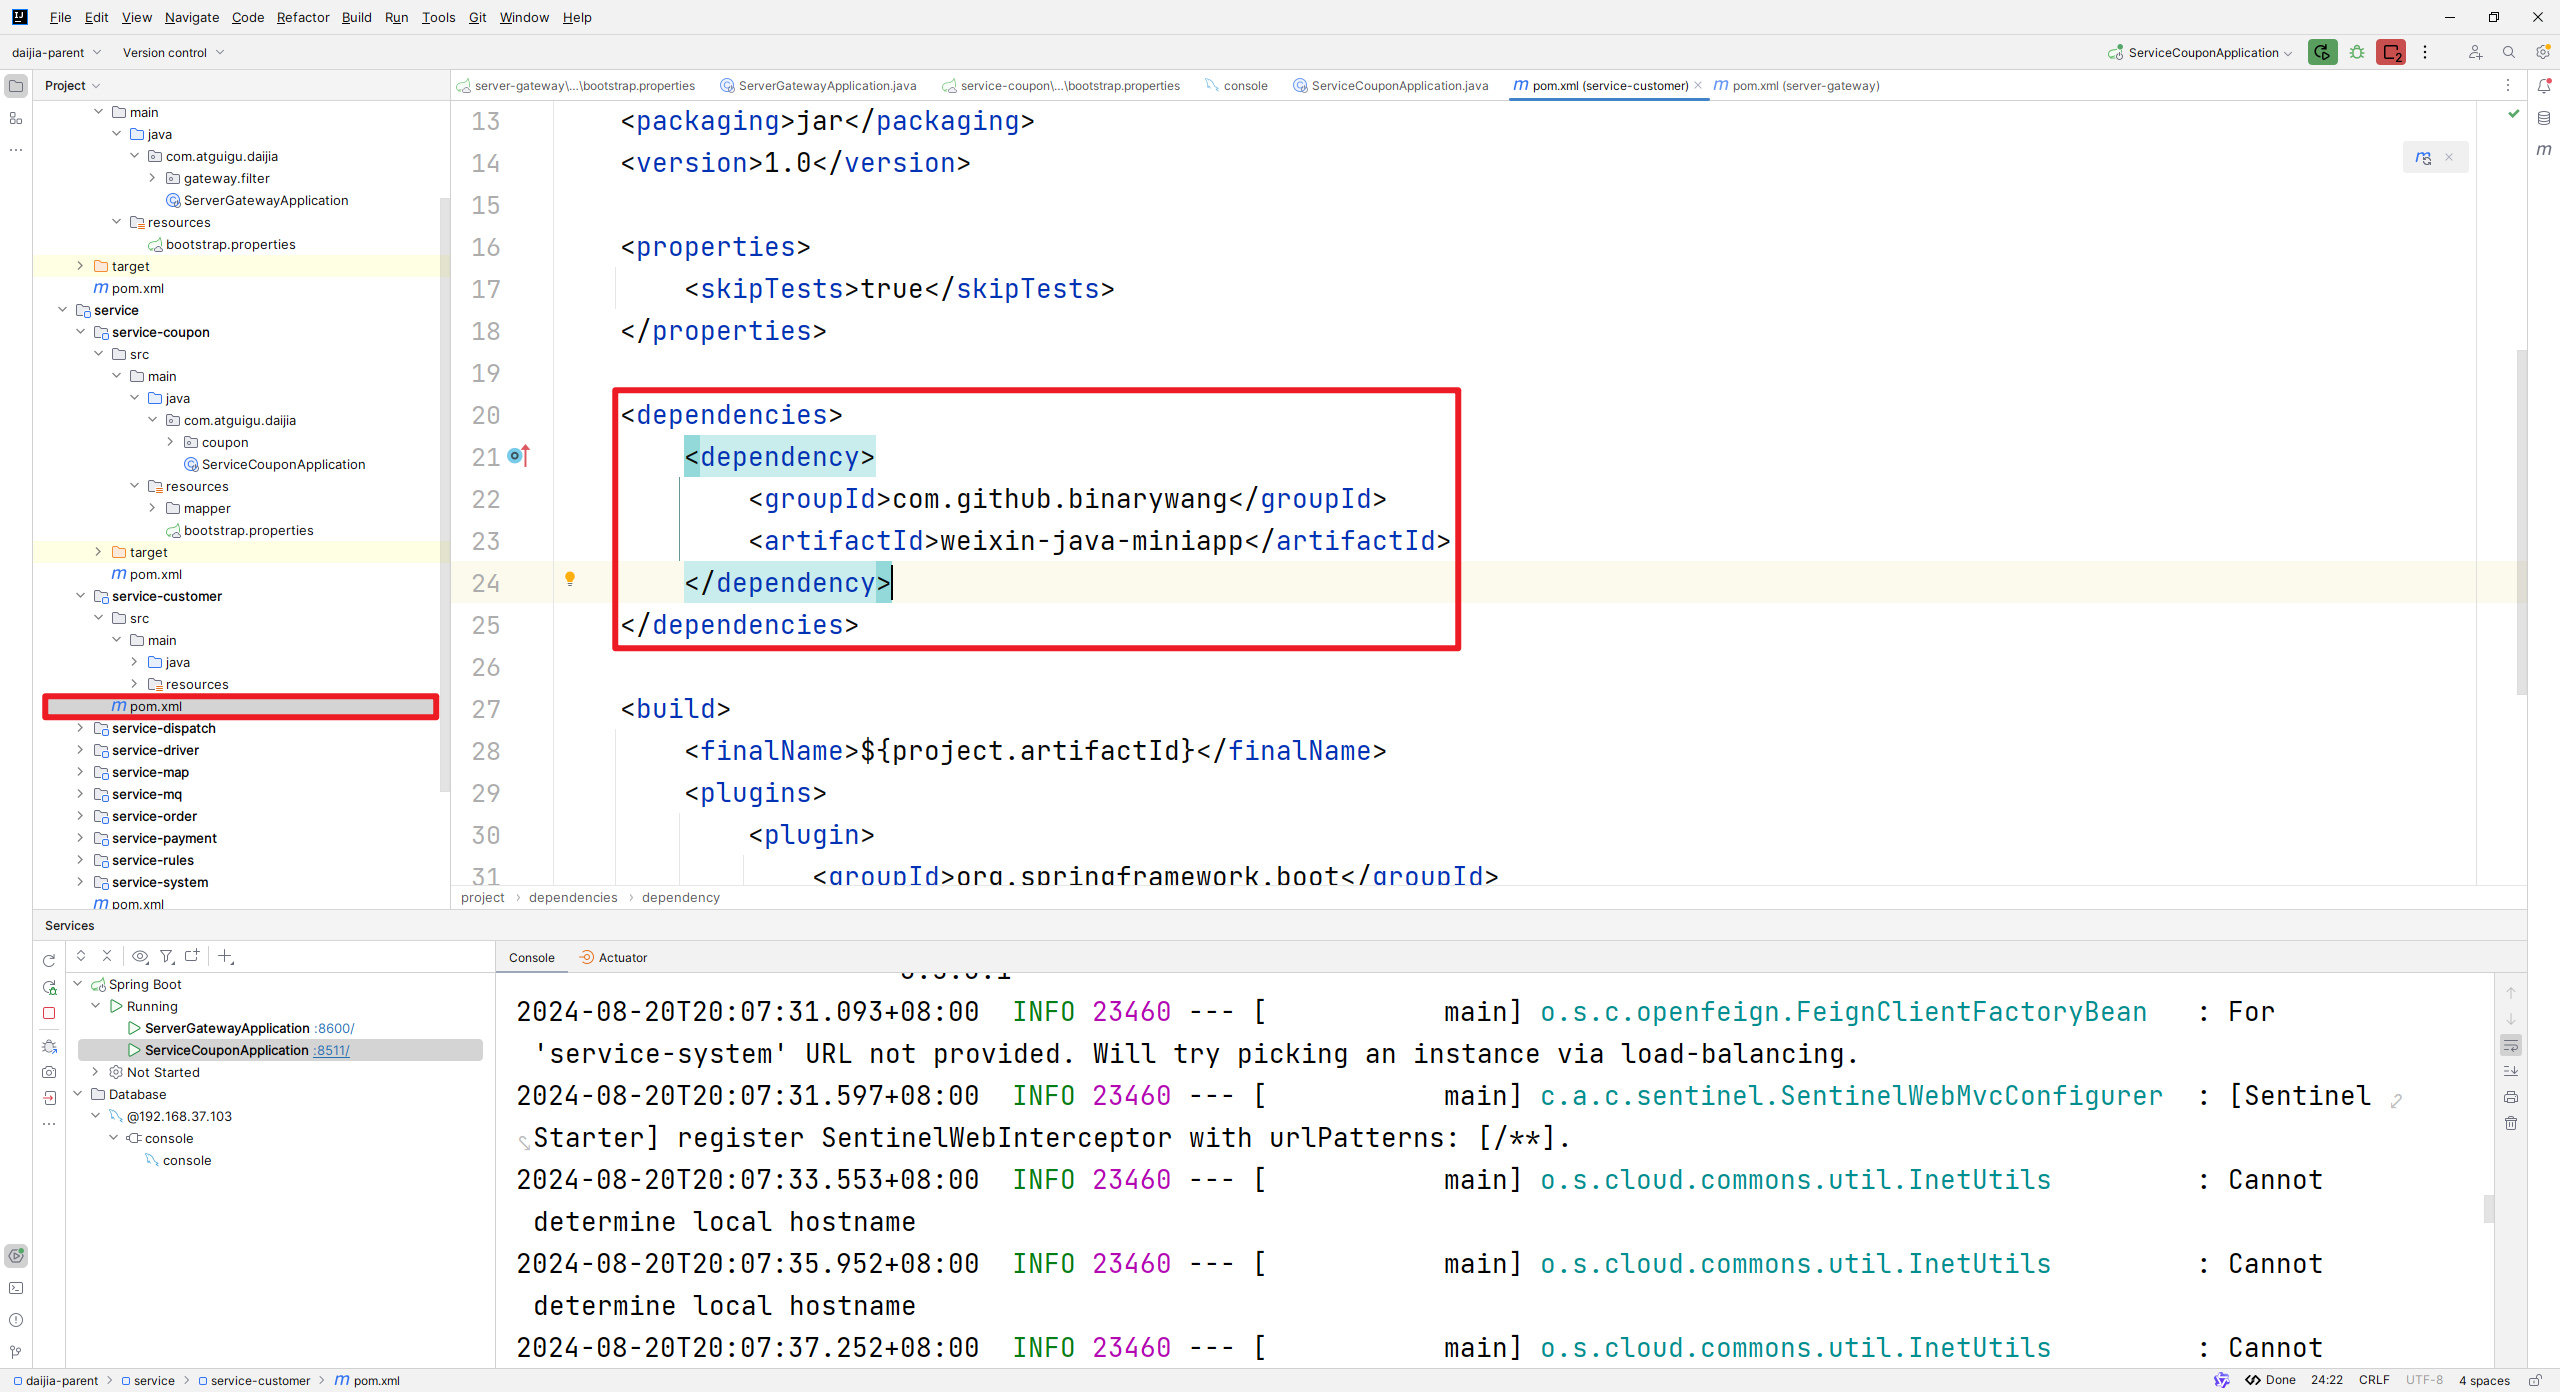 File Edit View Navigate Code Refactor Build Run Tools Git Window Help
daijia-parent Version control ServiceCouponApplication 2
Project
server-gateway\...\bootstrap.properties ServerGatewayApplication.java service-coupon\...\bootstrap.properties console ServiceCouponApplication.java pom.xml (service-customer) pom.xml (server-gateway)
main
java
com.atguigu.daijia
gateway.filter
ServerGatewayApplication
resources
bootstrap.properties
target
pom.xml
service
service-coupon
src
main
java
com.atguigu.daijia
coupon
ServiceCouponApplication
resources
mapper
bootstrap.properties
target
pom.xml
service-customer
src
main
java
resources
pom.xml
service-dispatch
service-driver
service-map
service-mq
service-order
service-payment
service-rules
service-system
pom.xml
13 <packaging>jar</packaging>
14 <version>1.0</version>
15
16 <properties>
17 <skipTests>true</skipTests>
18 </properties>
19
20 <dependencies>
21 <dependency>
22 <groupId>com.github.binarywang</groupId>
23 <artifactId>weixin-java-miniapp</artifactId>
24 </dependency>
25 </dependencies>
26
27 <build>
28 <finalName>${project.artifactId}</finalName>
29 <plugins>
30 <plugin>
31 <groupId>org.springframework.boot</groupId>
project › dependencies › dependency
Services
Console Actuator
Spring Boot
Running
ServerGatewayApplication :8600/
ServiceCouponApplication :8511/
Not Started
Database
@192.168.37.103
console
console
2024-08-20T20:07:31.093+08:00 INFO 23460 --- [ main] o.s.c.openfeign.FeignClientFactoryBean : For
'service-system' URL not provided. Will try picking an instance via load-balancing.
2024-08-20T20:07:31.597+08:00 INFO 23460 --- [ main] c.a.c.sentinel.SentinelWebMvcConfigurer : [Sentinel
Starter] register SentinelWebInterceptor with urlPatterns: [/**].
2024-08-20T20:07:33.553+08:00 INFO 23460 --- [ main] o.s.cloud.commons.util.InetUtils : Cannot
determine local hostname
2024-08-20T20:07:35.952+08:00 INFO 23460 --- [ main] o.s.cloud.commons.util.InetUtils : Cannot
determine local hostname
2024-08-20T20:07:37.252+08:00 INFO 23460 --- [ main] o.s.cloud.commons.util.InetUtils : Cannot
daijia-parent > service > service-customer > pom.xml Done 24:22 CRLF UTF-8 4 spaces